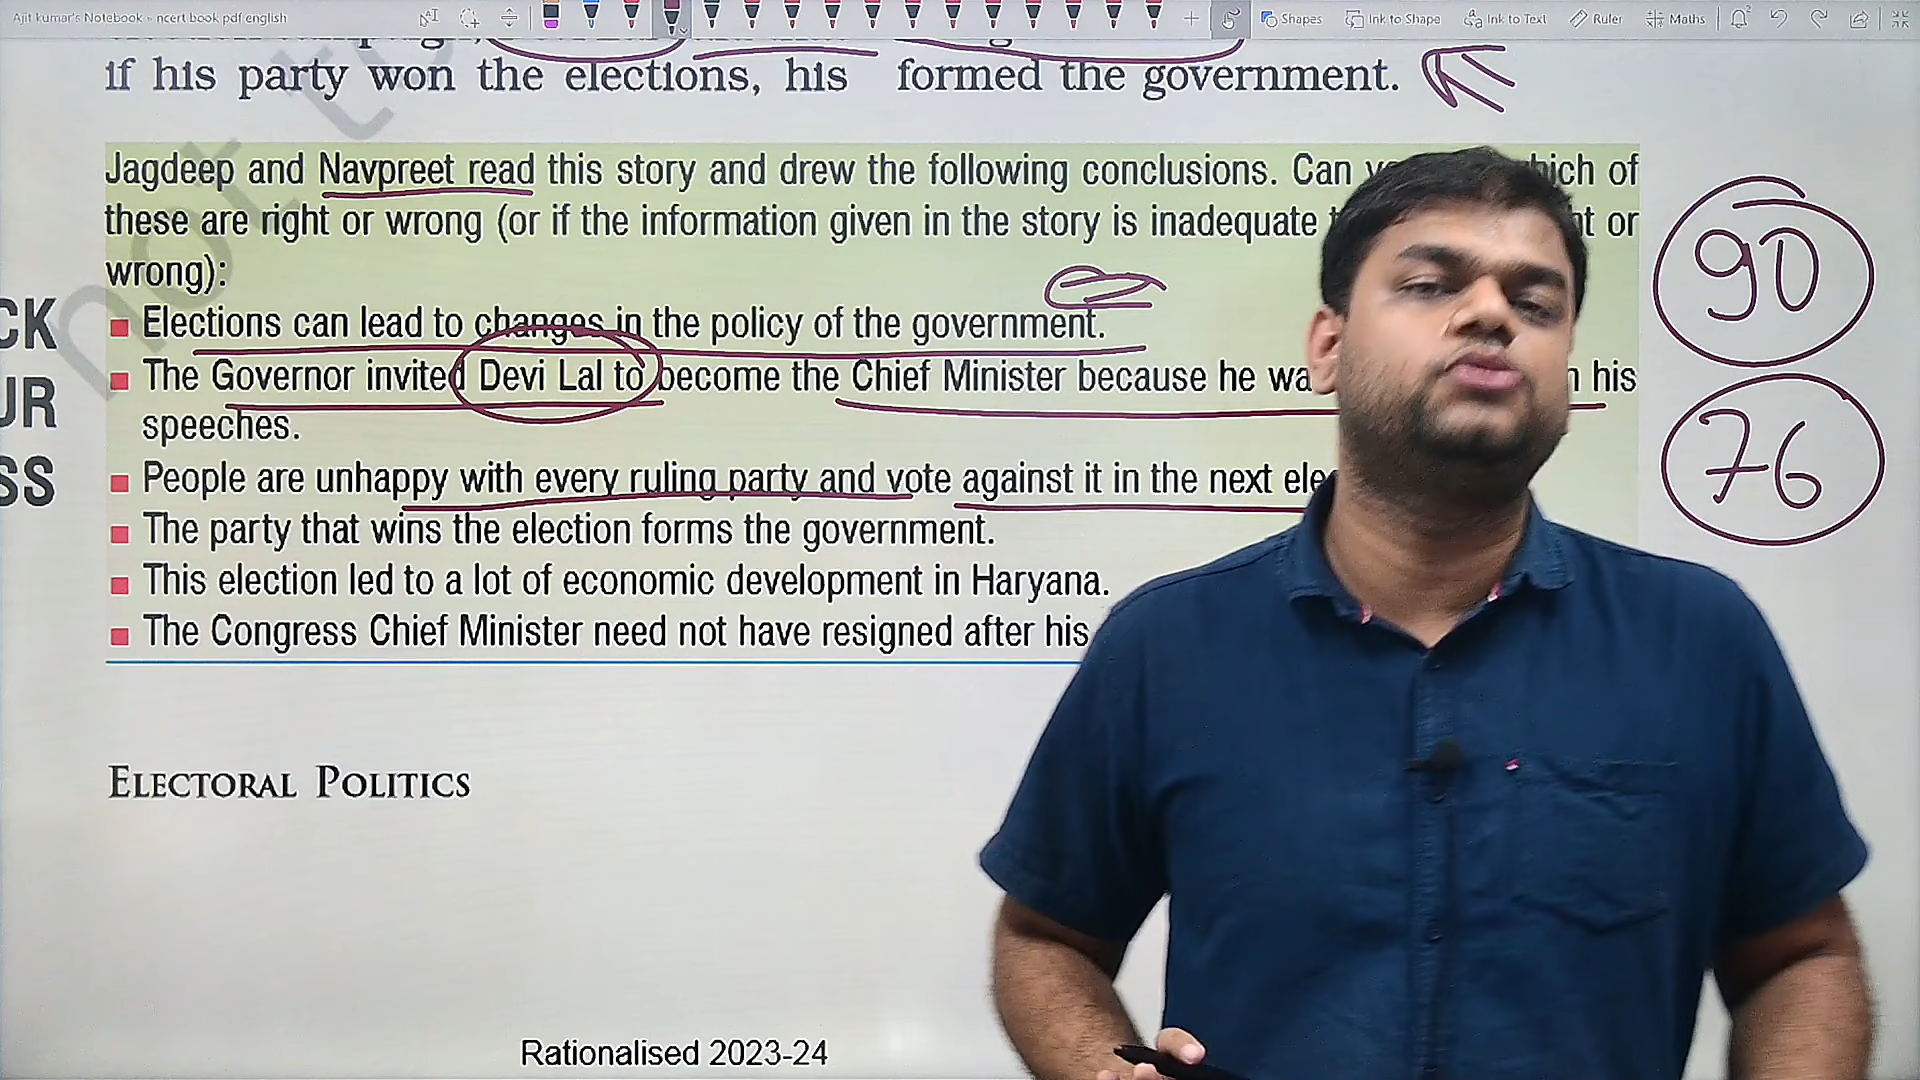 Ajit kumar's Notebook » ncert book pdf english
Shapes Ink to Shape Ink to Text Ruler Maths
if his party won the elections, his formed the government.
Jagdeep and Navpreet read this story and drew the following conclusions. Can of
these are right or wrong (or if the information given in the story is inadequate or
wrong):
Elections can lead to changes in the policy of the government.
The Governor invited Devi Lal to become the Chief Minister because he his
speeches.
People are unhappy with every ruling party and vote against it in the next
The party that wins the election forms the government.
This election led to a lot of economic development in Haryana.
The Congress Chief Minister need not have resigned after his
CK
UR
SS
90
76
not t
ELECTORAL POLITICS
Rationalised 2023-24